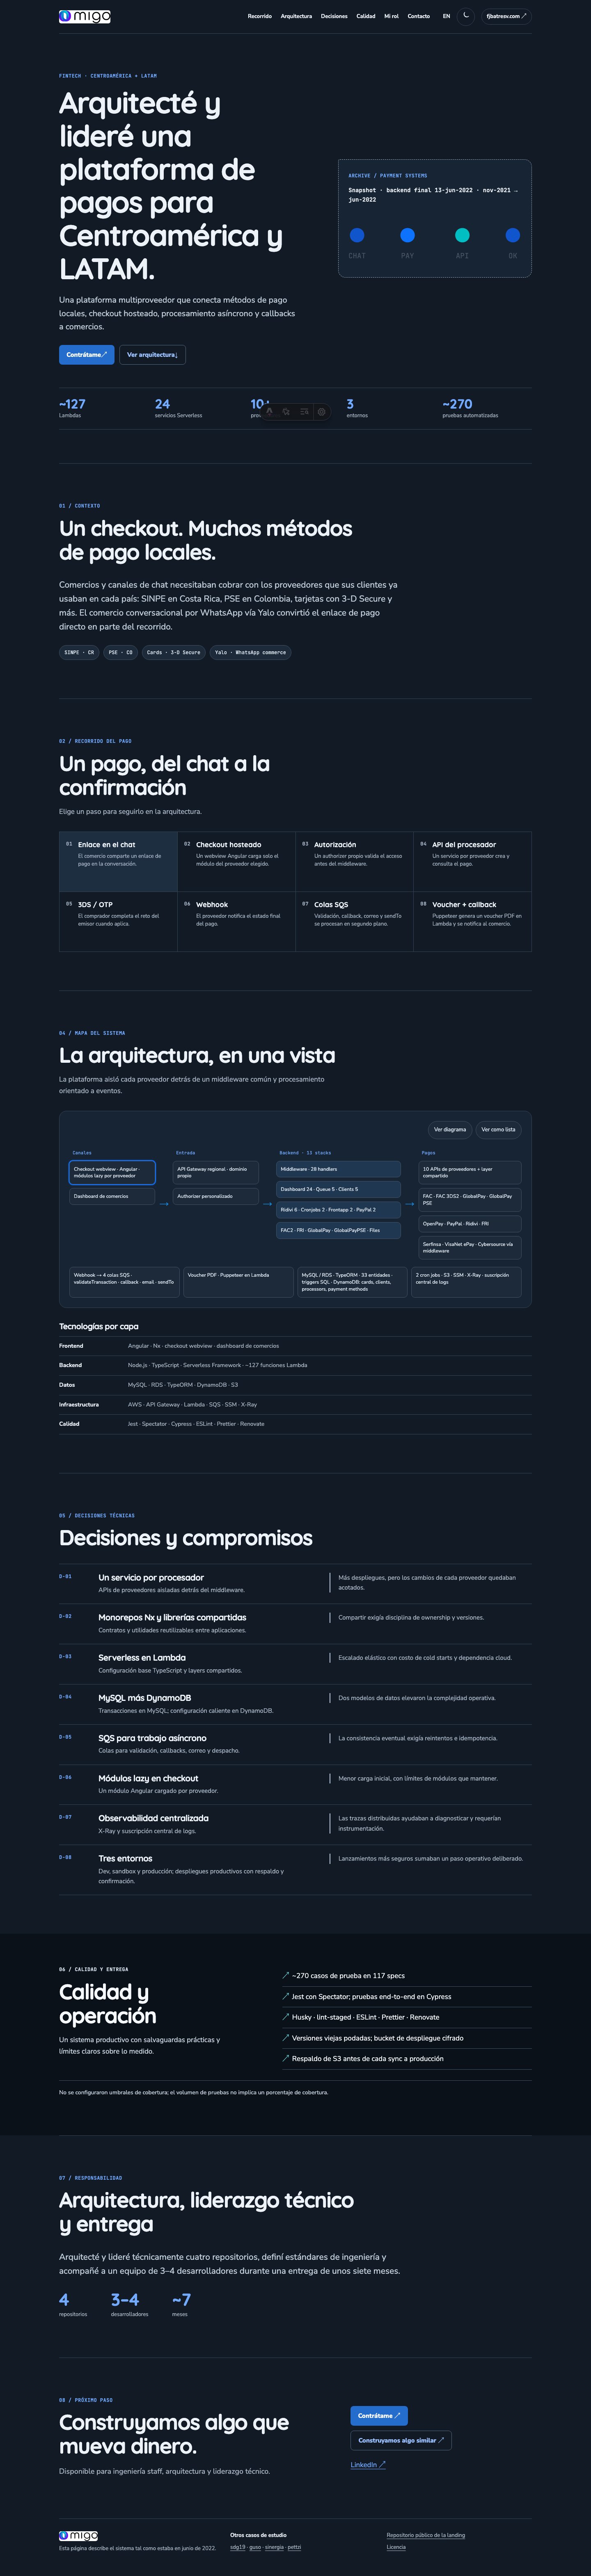 migo
Recorrido Arquitectura Decisiones Calidad Mi rol Contacto EN fjbatresv.com ↗
FINTECH · CENTROAMÉRICA + LATAM
Arquitecté y
lideré una
plataforma de
pagos para
Centroamérica y
LATAM.
Una plataforma multiproveedor que conecta métodos de pago
locales, checkout hosteado, procesamiento asíncrono y callbacks
a comercios.
Contrátame↗ Ver arquitectura↓
ARCHIVE / PAYMENT SYSTEMS
Snapshot · backend final 13-jun-2022 · nov-2021 →
jun-2022
CHAT PAY API OK
~127
Lambdas
24
servicios Serverless
10+
3
entornos
~270
pruebas automatizadas
01 / CONTEXTO
Un checkout. Muchos métodos
de pago locales.
Comercios y canales de chat necesitaban cobrar con los proveedores que sus clientes ya
usaban en cada país: SINPE en Costa Rica, PSE en Colombia, tarjetas con 3-D Secure y
más. El comercio conversacional por WhatsApp vía Yalo convirtió el enlace de pago
directo en parte del recorrido.
SINPE · CR PSE · CO Cards · 3-D Secure Yalo · WhatsApp commerce
02 / RECORRIDO DEL PAGO
Un pago, del chat a la
confirmación
Elige un paso para seguirlo en la arquitectura.
01 Enlace en el chat
El comercio comparte un enlace de
pago en la conversación.
02 Checkout hosteado
Un webview Angular carga solo el
módulo del proveedor elegido.
03 Autorización
Un authorizer propio valida el acceso
antes del middleware.
04 API del procesador
Un servicio por proveedor crea y
consulta el pago.
05 3DS / OTP
El comprador completa el reto del
emisor cuando aplica.
06 Webhook
El proveedor notifica el estado final
del pago.
07 Colas SQS
Validación, callback, correo y sendTo
se procesan en segundo plano.
08 Voucher + callback
Puppeteer genera un voucher PDF en
Lambda y se notifica al comercio.
04 / MAPA DEL SISTEMA
La arquitectura, en una vista
La plataforma aisló cada proveedor detrás de un middleware común y procesamiento
orientado a eventos.
Ver diagrama Ver como lista
Canales
Checkout webview · Angular ·
módulos lazy por proveedor
Dashboard de comercios
Entrada
API Gateway regional · dominio
propio
Authorizer personalizado
Backend · 13 stacks
Middleware · 28 handlers
Dashboard 24 · Queue 5 · Clients 5
Ridivi 6 · Cronjobs 2 · Frontapp 2 · PayPal 2
FAC2 · FRI · GlobalPay · GlobalPayPSE · Files
Pagos
10 APIs de proveedores + layer
compartido
FAC · FAC 3DS2 · GlobalPay · GlobalPay
PSE
OpenPay · PayPal · Ridivi · FRI
Serfinsa · VisaNet ePay · Cybersource vía
middleware
Webhook → 4 colas SQS ·
validateTransaction · callback · email · sendTo
Voucher PDF · Puppeteer en Lambda
MySQL / RDS · TypeORM · 33 entidades ·
triggers SQL · DynamoDB: cards, clients,
processors, payment methods
2 cron jobs · S3 · SSM · X-Ray · suscripción
central de logs
Tecnologías por capa
Frontend Angular · Nx · checkout webview · dashboard de comercios
Backend Node.js · TypeScript · Serverless Framework · ~127 funciones Lambda
Datos MySQL · RDS · TypeORM · DynamoDB · S3
Infraestructura AWS · API Gateway · Lambda · SQS · SSM · X-Ray
Calidad Jest · Spectator · Cypress · ESLint · Prettier · Renovate
05 / DECISIONES TÉCNICAS
Decisiones y compromisos
D-01 Un servicio por procesador
APIs de proveedores aisladas detrás del middleware.
Más despliegues, pero los cambios de cada proveedor quedaban
acotados.
D-02 Monorepos Nx y librerías compartidas
Contratos y utilidades reutilizables entre aplicaciones.
Compartir exigía disciplina de ownership y versiones.
D-03 Serverless en Lambda
Configuración base TypeScript y layers compartidos.
Escalado elástico con costo de cold starts y dependencia cloud.
D-04 MySQL más DynamoDB
Transacciones en MySQL; configuración caliente en DynamoDB.
Dos modelos de datos elevaron la complejidad operativa.
D-05 SQS para trabajo asíncrono
Colas para validación, callbacks, correo y despacho.
La consistencia eventual exigía reintentos e idempotencia.
D-06 Módulos lazy en checkout
Un módulo Angular cargado por proveedor.
Menor carga inicial, con límites de módulos que mantener.
D-07 Observabilidad centralizada
X-Ray y suscripción central de logs.
Las trazas distribuidas ayudaban a diagnosticar y requerían
instrumentación.
D-08 Tres entornos
Dev, sandbox y producción; despliegues productivos con respaldo y
confirmación.
Lanzamientos más seguros sumaban un paso operativo deliberado.
06 / CALIDAD Y ENTREGA
Calidad y
operación
Un sistema productivo con salvaguardas prácticas y
límites claros sobre lo medido.
↗ ~270 casos de prueba en 117 specs
↗ Jest con Spectator; pruebas end-to-end en Cypress
↗ Husky · lint-staged · ESLint · Prettier · Renovate
↗ Versiones viejas podadas; bucket de despliegue cifrado
↗ Respaldo de S3 antes de cada sync a producción
No se configuraron umbrales de cobertura; el volumen de pruebas no implica un porcentaje de cobertura.
07 / RESPONSABILIDAD
Arquitectura, liderazgo técnico
y entrega
Arquitecté y lideré técnicamente cuatro repositorios, definí estándares de ingeniería y
acompañé a un equipo de 3–4 desarrolladores durante una entrega de unos siete meses.
4
repositorios
3–4
desarrolladores
~7
meses
08 / PRÓXIMO PASO
Construyamos algo que
mueva dinero.
Disponible para ingeniería staff, arquitectura y liderazgo técnico.
Contrátame ↗
Construyamos algo similar ↗
LinkedIn ↗
migo
Esta página describe el sistema tal como estaba en junio de 2022.
Otros casos de estudio
sdg19 · guso · sinergia · pettzi
Repositorio público de la landing
Licencia